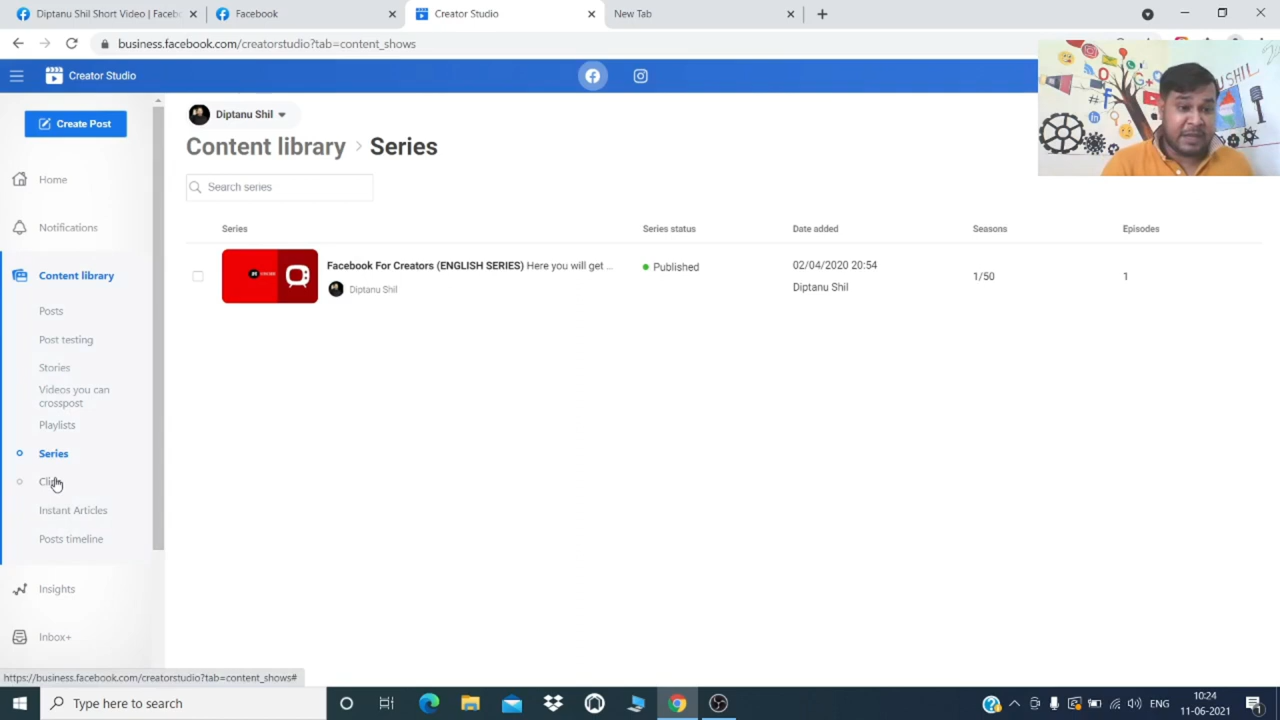 Diptanu Shil Short Video | Faceb
Facebook
Creator Studio
New Tab
business.facebook.com/creatorstudio?tab=content_shows
Creator Studio
Create Post
Diptanu Shil
Content library > Series
Search series
Home
Notifications
Content library
Posts
Post testing
Stories
Videos you can
crosspost
Playlists
Series
Instant Articles
Posts timeline
Insights
Inbox+
Series
Series status
Date added
Seasons
Episodes
Facebook For Creators (ENGLISH SERIES) Here you will get ...
Diptanu Shil
Published
02/04/2020 20:54
Diptanu Shil
1/50
1
USHIL
https://business.facebook.com/creatorstudio?tab=content_shows#
Type here to search
ENG
10:24
11-06-2021